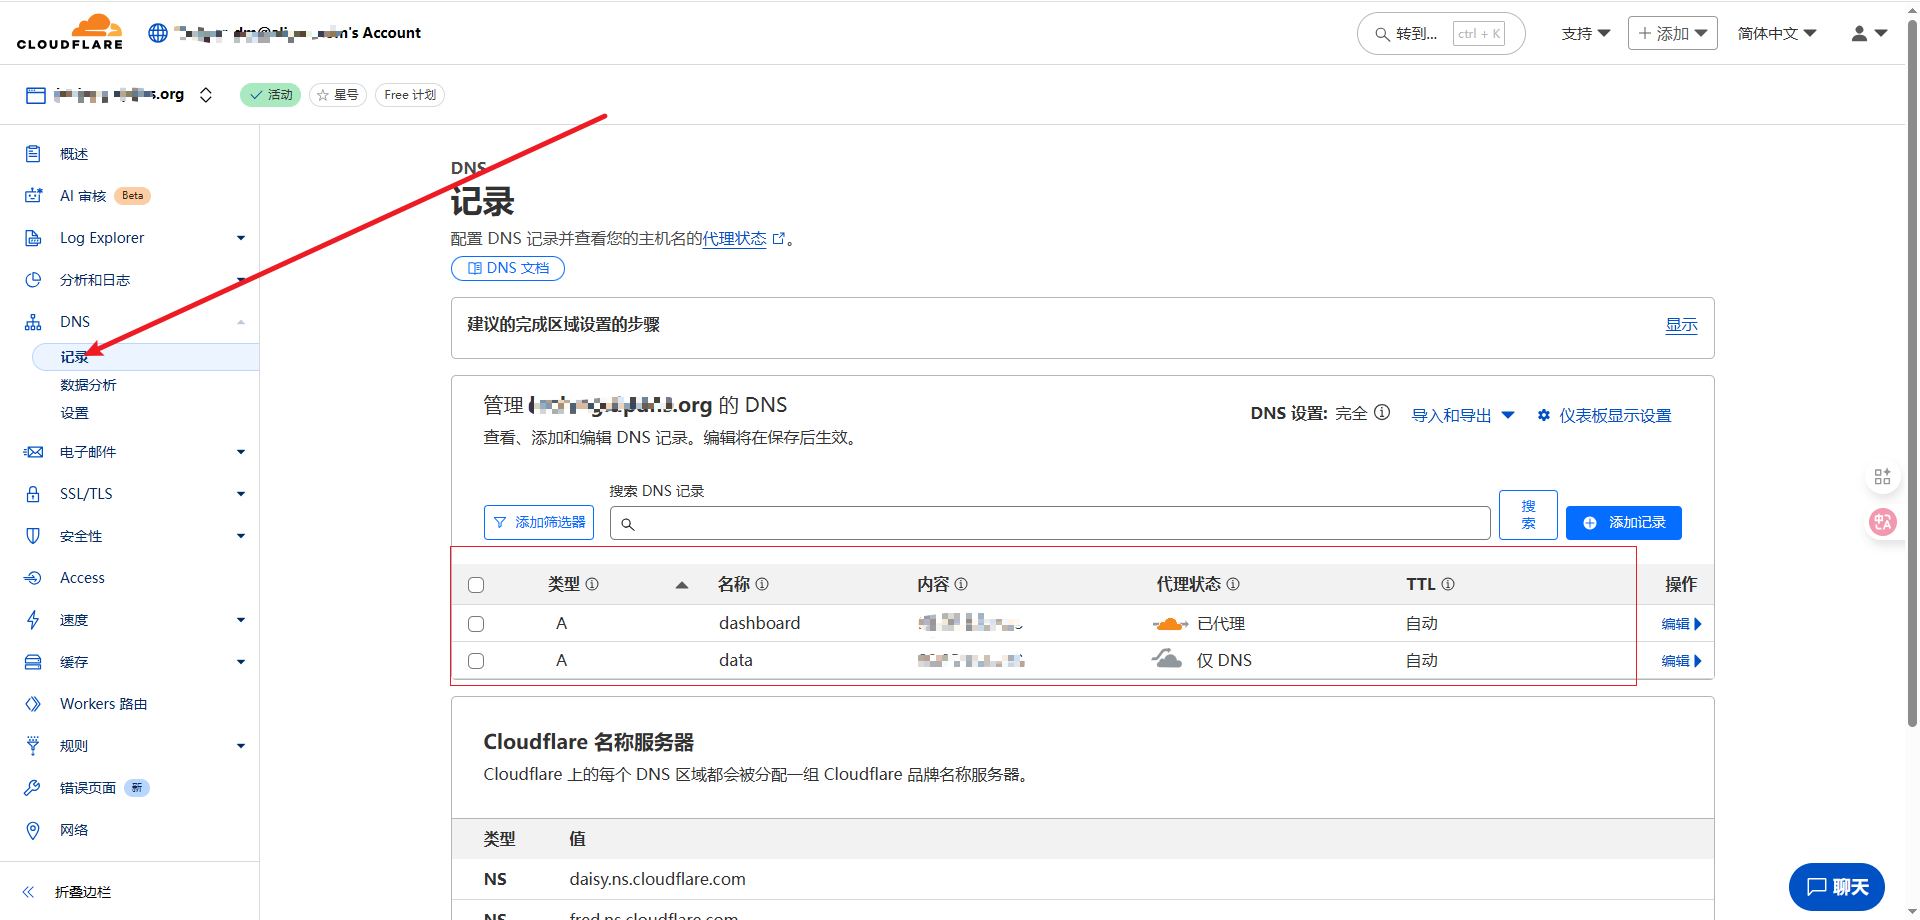 CLOUDFLARE
's Account
转到...
ctrl + K
支持
添加
简体中文
.org
活动
星号
Free 计划
概述
AI 审核
Beta
Log Explorer
分析和日志
DNS
记录
数据分析
设置
电子邮件
SSL/TLS
安全性
Access
速度
缓存
Workers 路由
规则
错误页面
新
网络
折叠边栏
DNS
记录
配置 DNS 记录并查看您的主机名的代理状态。
DNS 文档
建议的完成区域设置的步骤
显示
管理 .org 的 DNS
查看、添加和编辑 DNS 记录。编辑将在保存后生效。
DNS 设置: 完全
导入和导出
仪表板显示设置
搜索 DNS 记录
添加筛选器
搜
索
添加记录
类型 名称 内容 代理状态 TTL 操作
A dashboard 已代理 自动 编辑
A data 仅 DNS 自动 编辑
Cloudflare 名称服务器
Cloudflare 上的每个 DNS 区域都会被分配一组 Cloudflare 品牌名称服务器。
类型 值
NS daisy.ns.cloudflare.com
NS fred.ns.cloudflare.com
聊天